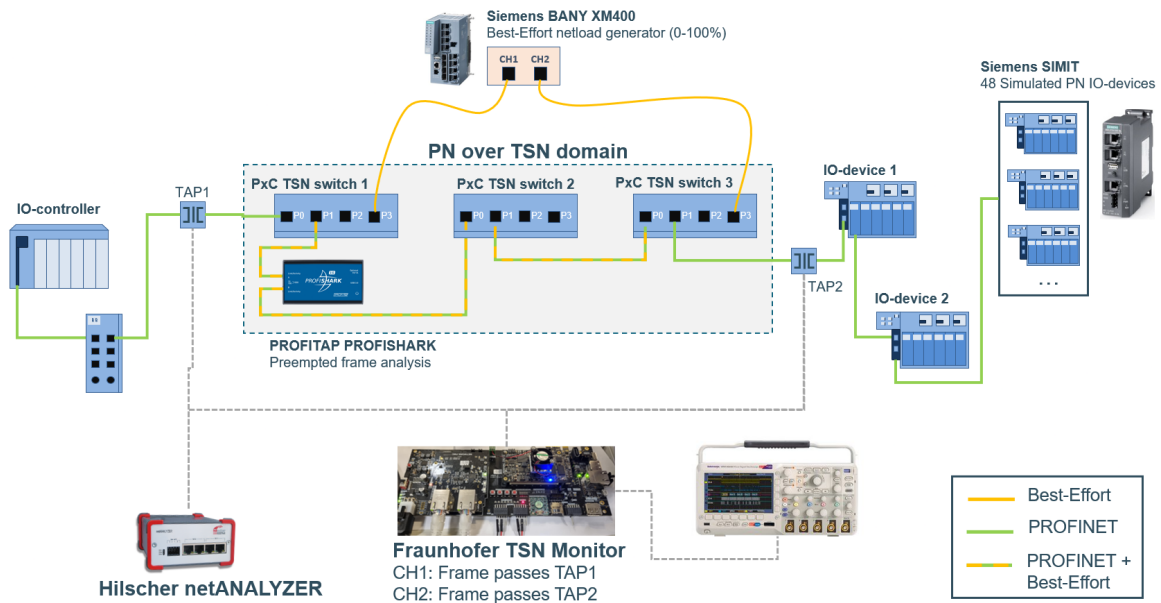 Siemens BANY XM400
Best-Effort netload generator (0-100%)
CH1
CH2
Siemens SIMIT
48 Simulated PN IO-devices
PN over TSN domain
IO-device 1
TAP1
PxC TSN switch 1
PxC TSN switch 2
PxC TSN switch 3
IO-controller
P0
P1
P2
P3
P0
P1
P2
P3
P0
P1
P2
P3
PROFISHARK
TAP2
IO-device 2
...
PROFITAP PROFISHARK
Preempted frame analysis
Best-Effort
PROFINET
PROFINET +
Best-Effort
Fraunhofer TSN Monitor
CH1: Frame passes TAP1
CH2: Frame passes TAP2
Hilscher netANALYZER